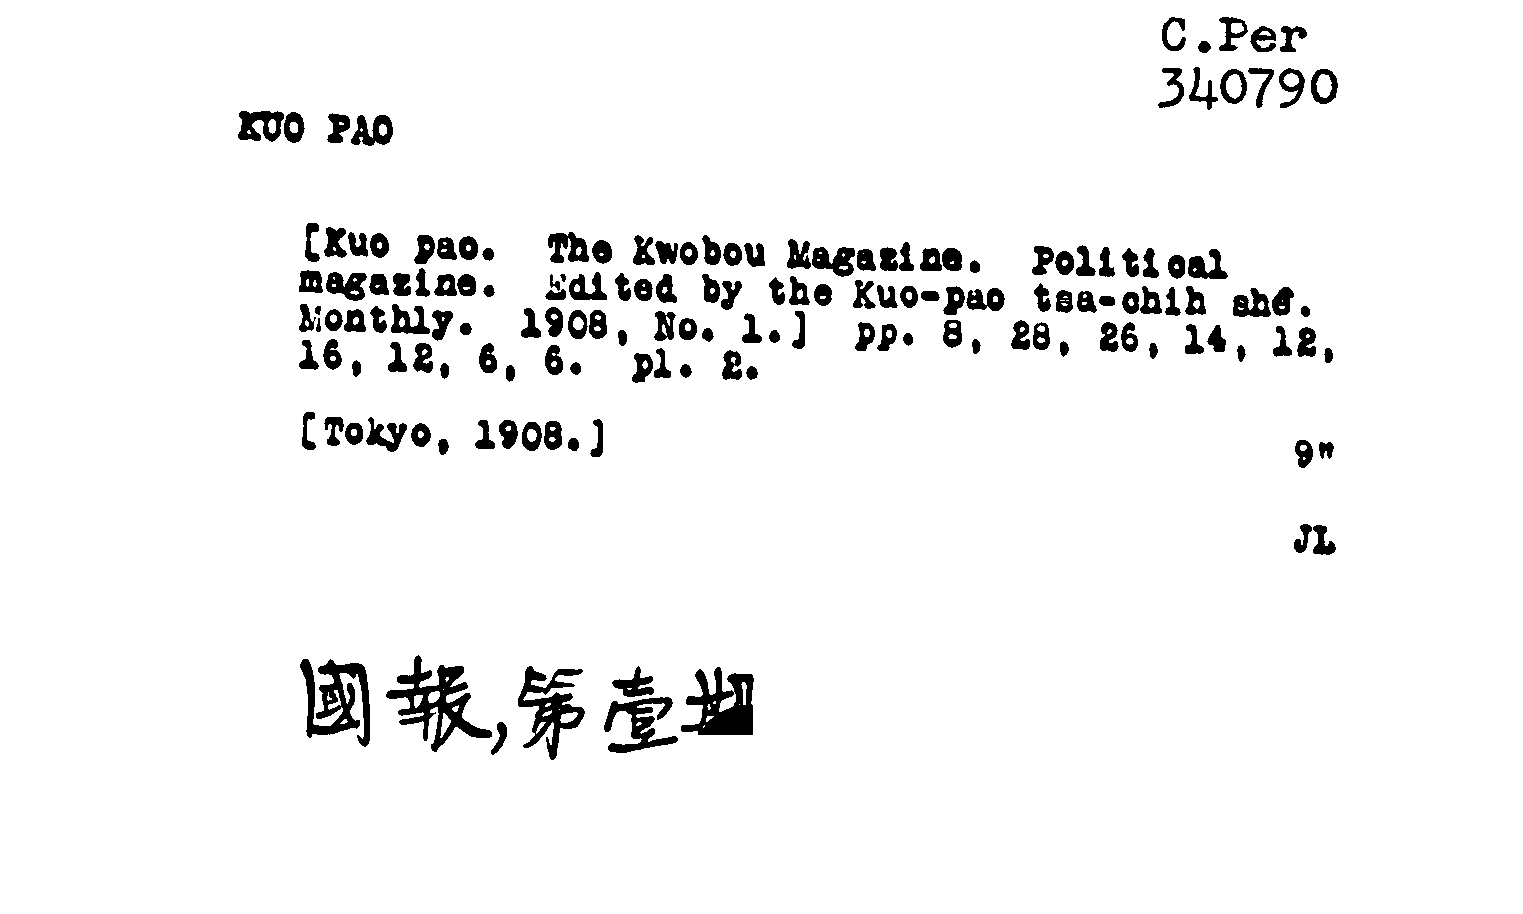 C.Per
340790
KUO PAO
[Kuo pao. The Kwobou Magazine. Political
magazine. Edited by the Kuo-pao tsa-chih shê.
Monthly. 1908, No. 1.] pp. 8, 28, 26, 14, 12,
16, 12, 6, 6. pl. 2.
[Tokyo, 1908.]
9"
JL
國報,第壹